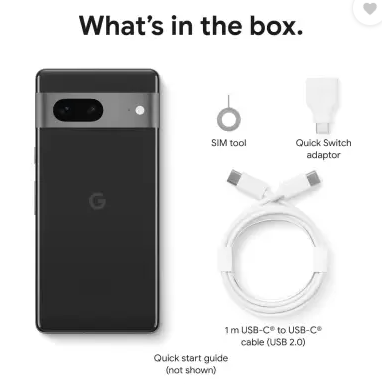 What's in the box.
SIM tool
Quick Switch
adaptor
G
1 m USB-C® to USB-C®
cable (USB 2.0)
Quick start guide
(not shown)